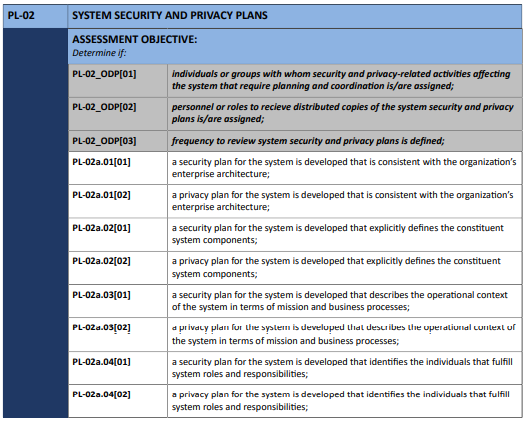 PL-02 SYSTEM SECURITY AND PRIVACY PLANS
ASSESSMENT OBJECTIVE:
Determine if:
PL-02_ODP[01] individuals or groups with whom security and privacy-related activities affecting
the system that require planning and coordination is/are assigned;
PL-02_ODP[02] personnel or roles to recieve distributed copies of the system security and privacy
plans is/are assigned;
PL-02_ODP[03] frequency to review system security and privacy plans is defined;
PL-02a.01[01] a security plan for the system is developed that is consistent with the organization's
enterprise architecture;
PL-02a.01[02] a privacy plan for the system is developed that is consistent with the organization's
enterprise architecture;
PL-02a.02[01] a security plan for the system is developed that explicitly defines the constituent
system components;
PL-02a.02[02] a privacy plan for the system is developed that explicitly defines the constituent
system components;
PL-02a.03[01] a security plan for the system is developed that describes the operational context
of the system in terms of mission and business processes;
PL-02a.03[02] a privacy plan for the system is developed that describes the operational context of
the system in terms of mission and business processes;
PL-02a.04[01] a security plan for the system is developed that identifies the individuals that fulfill
system roles and responsibilities;
PL-02a.04[02] a privacy plan for the system is developed that identifies the individuals that fulfill
system roles and responsibilities;